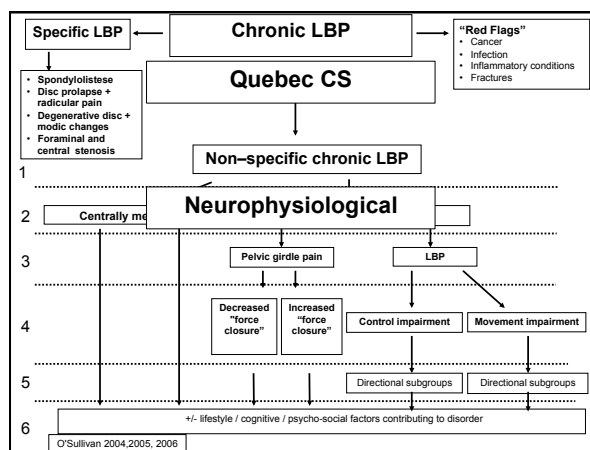 Specific LBP
Chronic LBP
"Red Flags"
• Cancer
• Infection
• Inflammatory conditions
• Fractures
• Spondylolistese
• Disc prolapse +
radicular pain
• Degenerative disc +
modic changes
• Foraminal and
central stenosis
Quebec CS
Non–specific chronic LBP
1
Neurophysiological
2
Centrally me
3
Pelvic girdle pain
LBP
4
Decreased
"force
closure"
Increased
"force
closure"
Control impairment
Movement impairment
5
Directional subgroups
Directional subgroups
6
+/- lifestyle / cognitive / psycho-social factors contributing to disorder
O'Sullivan 2004,2005, 2006